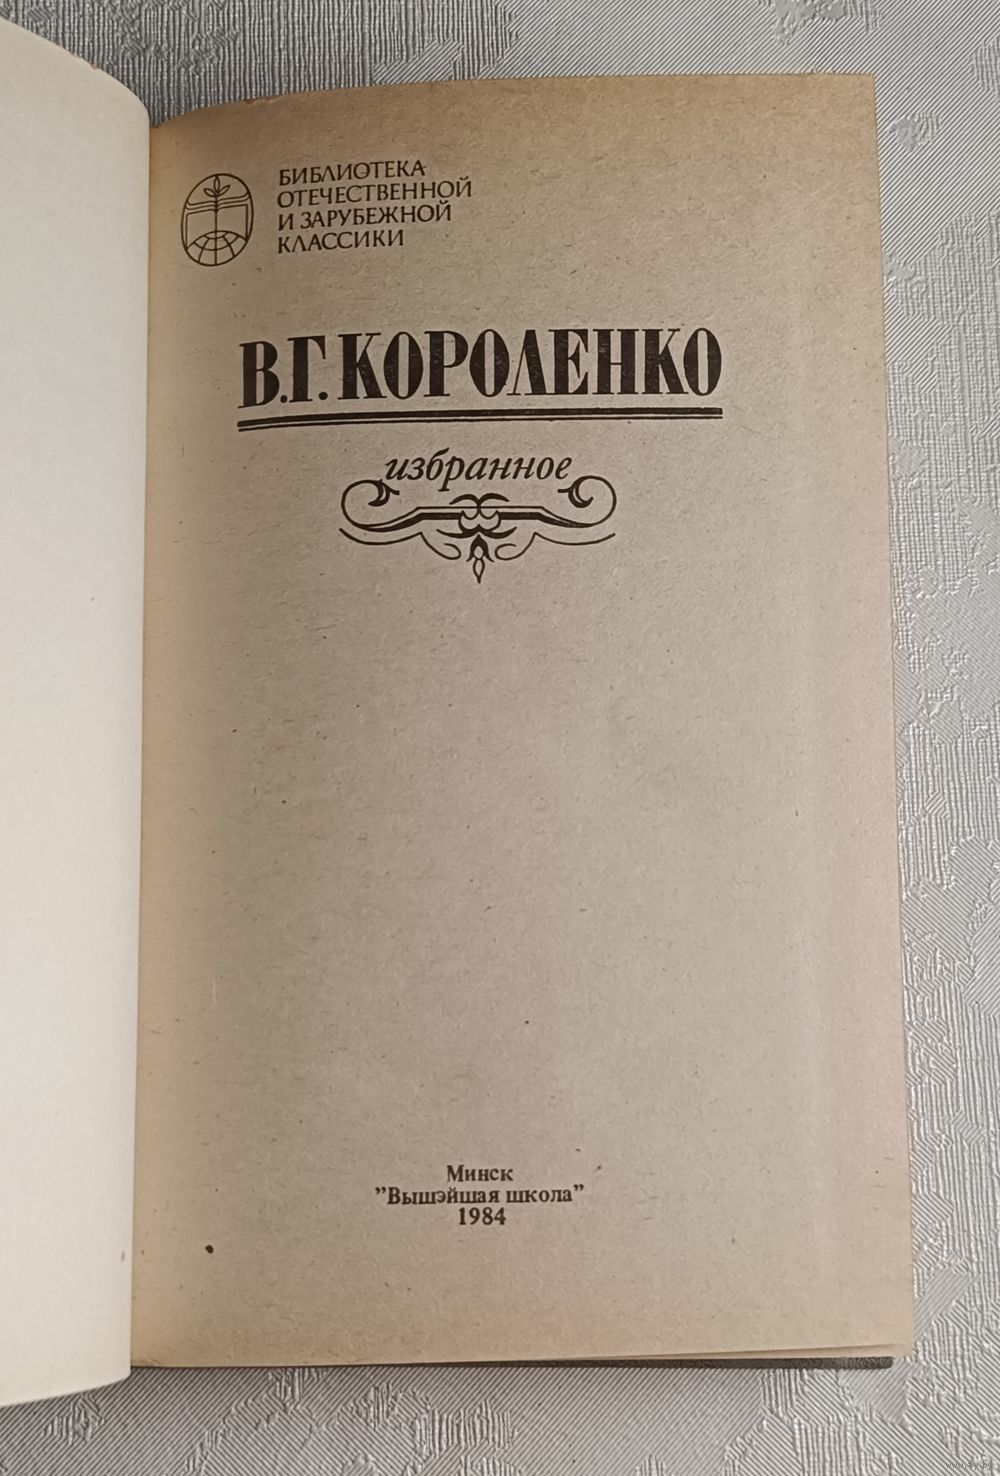 БИБЛИОТЕКА
ОТЕЧЕСТВЕННОЙ
И ЗАРУБЕЖНОЙ
КЛАССИКИ
В.Г. КОРОЛЕНКО
избранное
Минск
"Вышэйшая школа"
1984